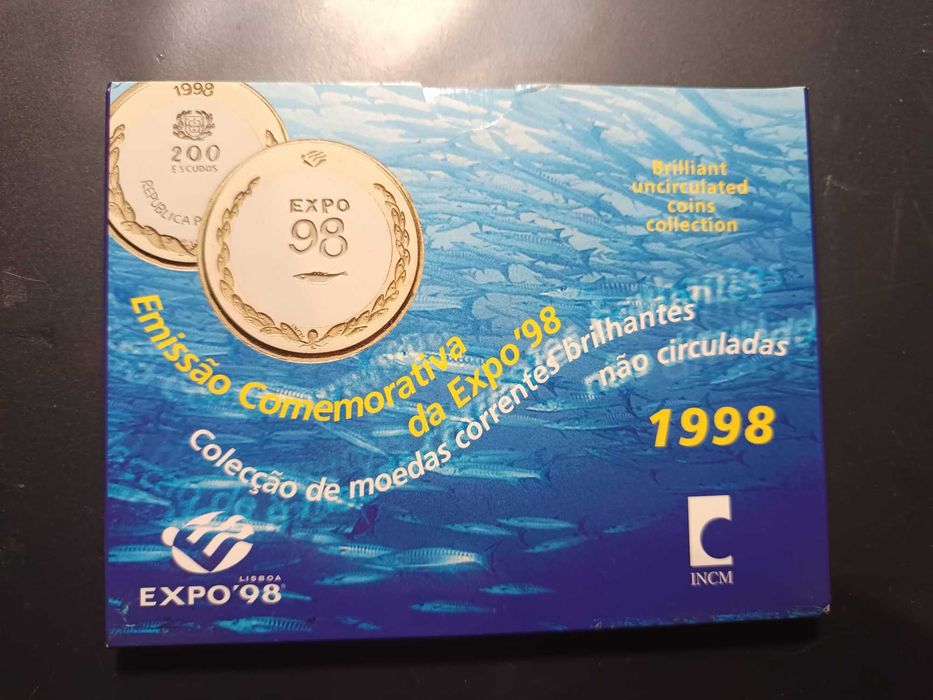 1998
200
ESCUDOS
REPUBLICA P
EXPO
98
Brilliant
uncirculated
coins
collection
Emissão Comemorativa
da Expo'98
Colecção de moedas correntes brilhantes
não circuladas
1998
LISBOA
EXPO'98
INCM